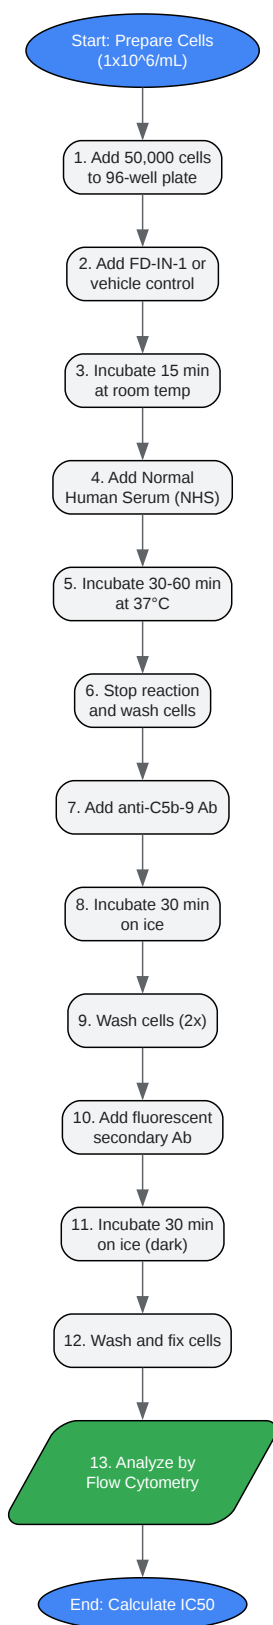 Start: Prepare Cells
(1x10^6/mL)
1. Add 50,000 cells
to 96-well plate
2. Add FD-IN-1 or
vehicle control
3. Incubate 15 min
at room temp
4. Add Normal
Human Serum (NHS)
5. Incubate 30-60 min
at 37°C
6. Stop reaction
and wash cells
7. Add anti-C5b-9 Ab
8. Incubate 30 min
on ice
9. Wash cells (2x)
10. Add fluorescent
secondary Ab
11. Incubate 30 min
on ice (dark)
12. Wash and fix cells
13. Analyze by
Flow Cytometry
End: Calculate IC50